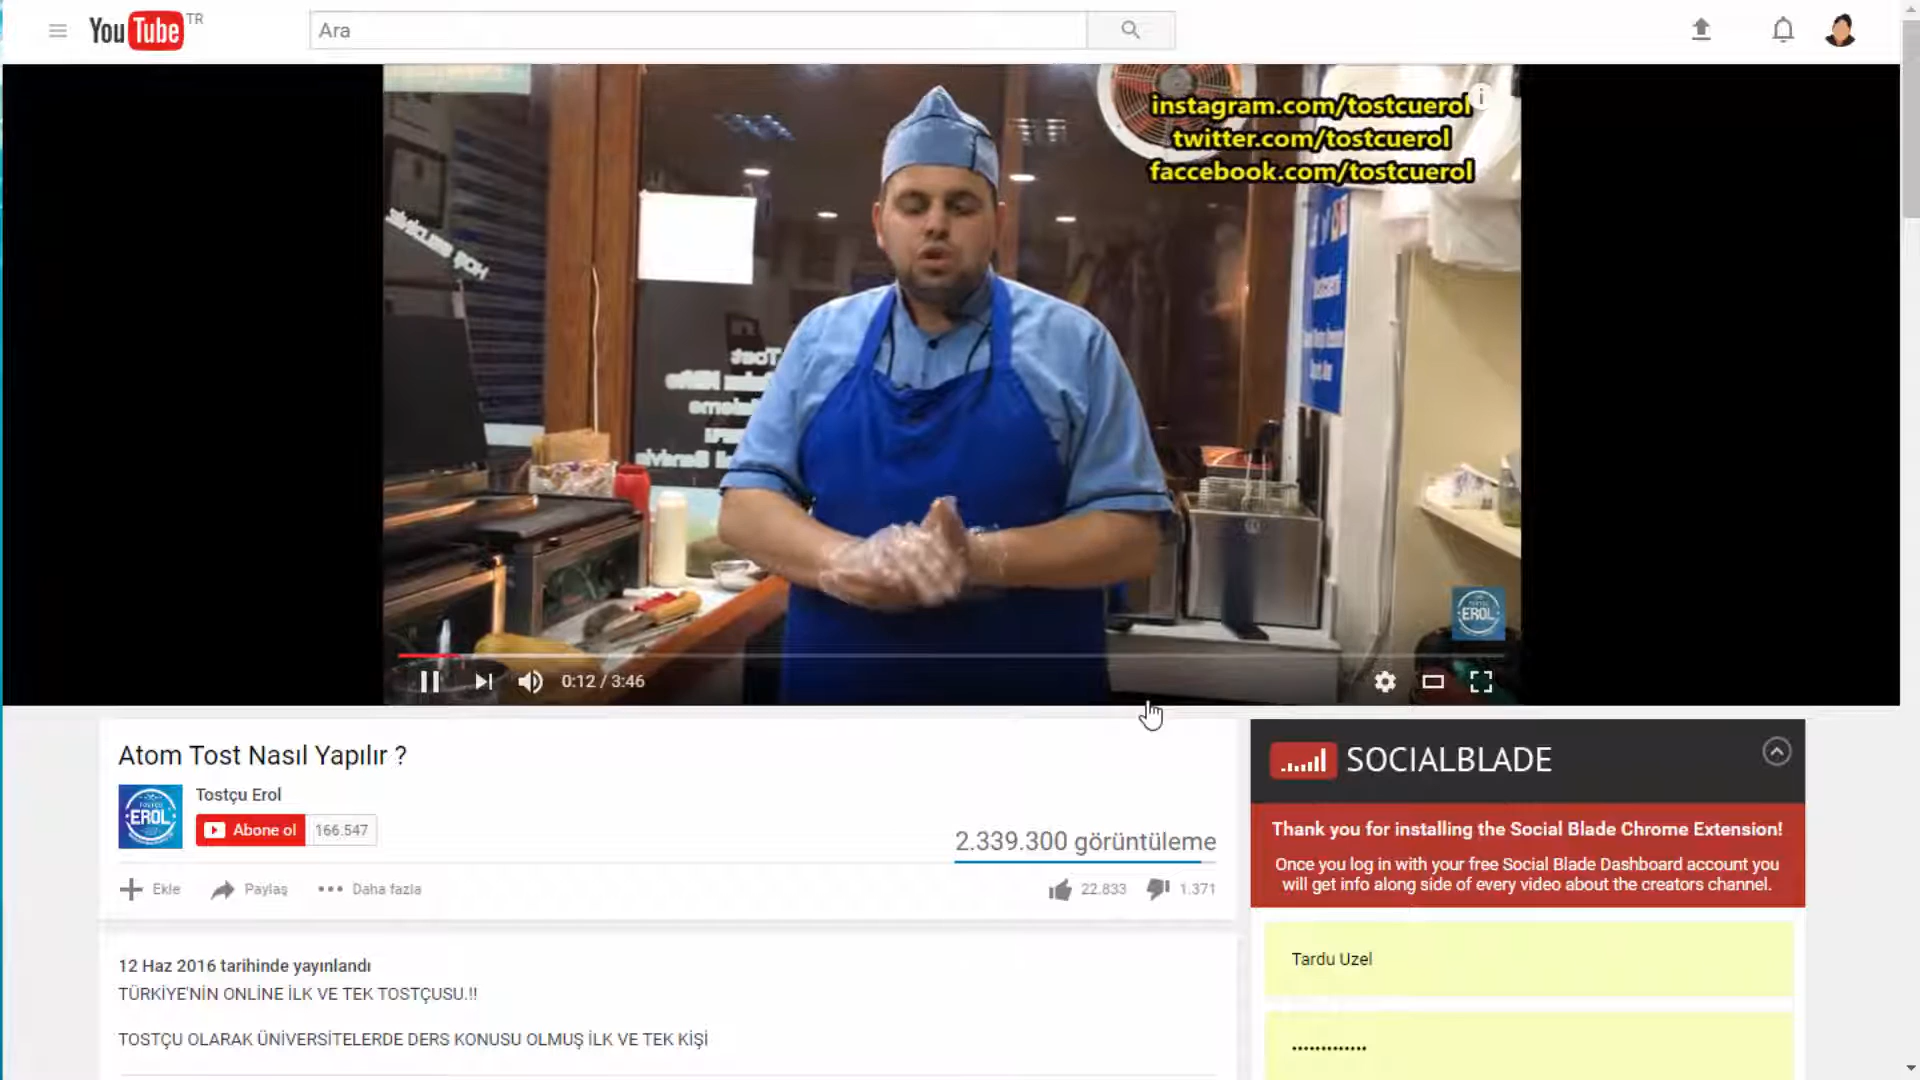 YouTube TR
Ara
instagram.com/tostcuerol
twitter.com/tostcuerol
faccebook.com/tostcuerol
EROL
0:12 / 3:46
Atom Tost Nasıl Yapılır ?
TOSTÇU
EROL
Tostçu Erol
Abone ol 166.547
2.339.300 görüntüleme
Ekle Paylaş Daha fazla
22.833 1.371
12 Haz 2016 tarihinde yayınlandı
TÜRKİYE'NİN ONLİNE İLK VE TEK TOSTÇUSU.!!
TOSTÇU OLARAK ÜNİVERSİTELERDE DERS KONUSU OLMUŞ İLK VE TEK KİŞİ
SOCIALBLADE
Thank you for installing the Social Blade Chrome Extension!
Once you log in with your free Social Blade Dashboard account you
will get info along side of every video about the creators channel.
Tardu Uzel
•••••••••••••